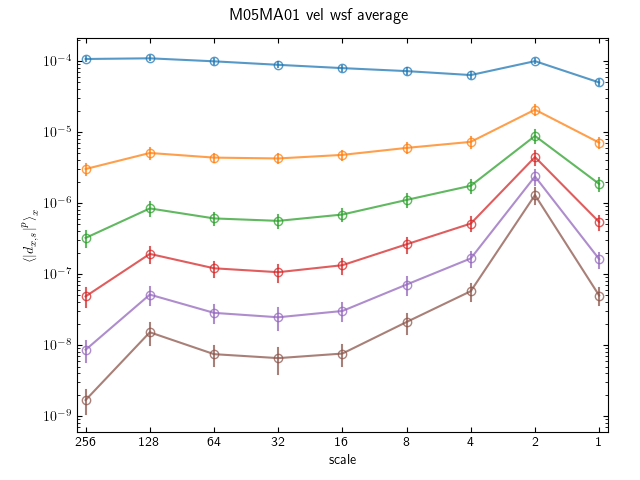 M05MA01 vel wsf average
10⁻⁴
10⁻⁵
10⁻⁶
10⁻⁷
10⁻⁸
10⁻⁹
⟨|d_{x,s}|^p⟩_x
256 128 64 32 16 8 4 2 1
scale